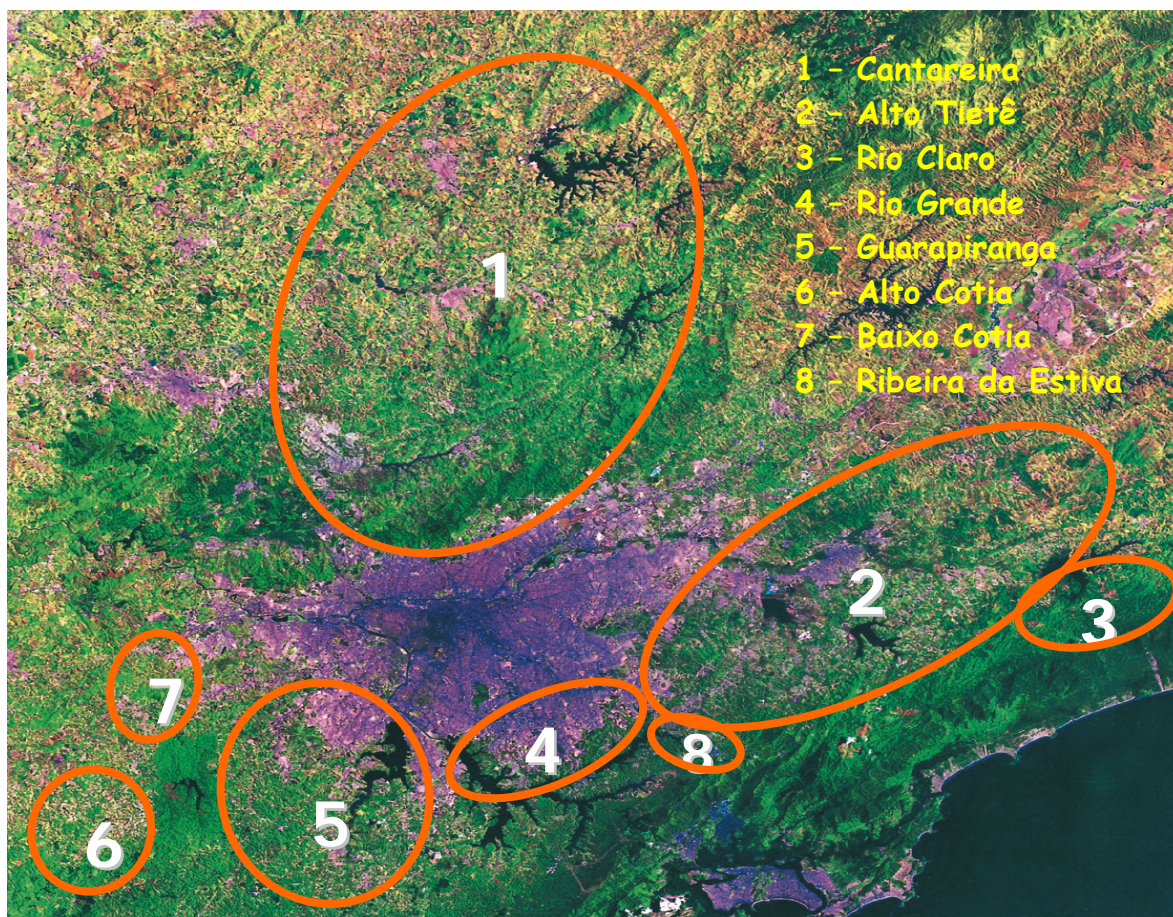 1 - Cantareira
2 - Alto Tietê
3 - Rio Claro
4 - Rio Grande
5 - Guarapiranga
6 - Alto Cotia
7 - Baixo Cotia
8 - Ribeira da Estiva
1
2
3
4
8
7
5
6